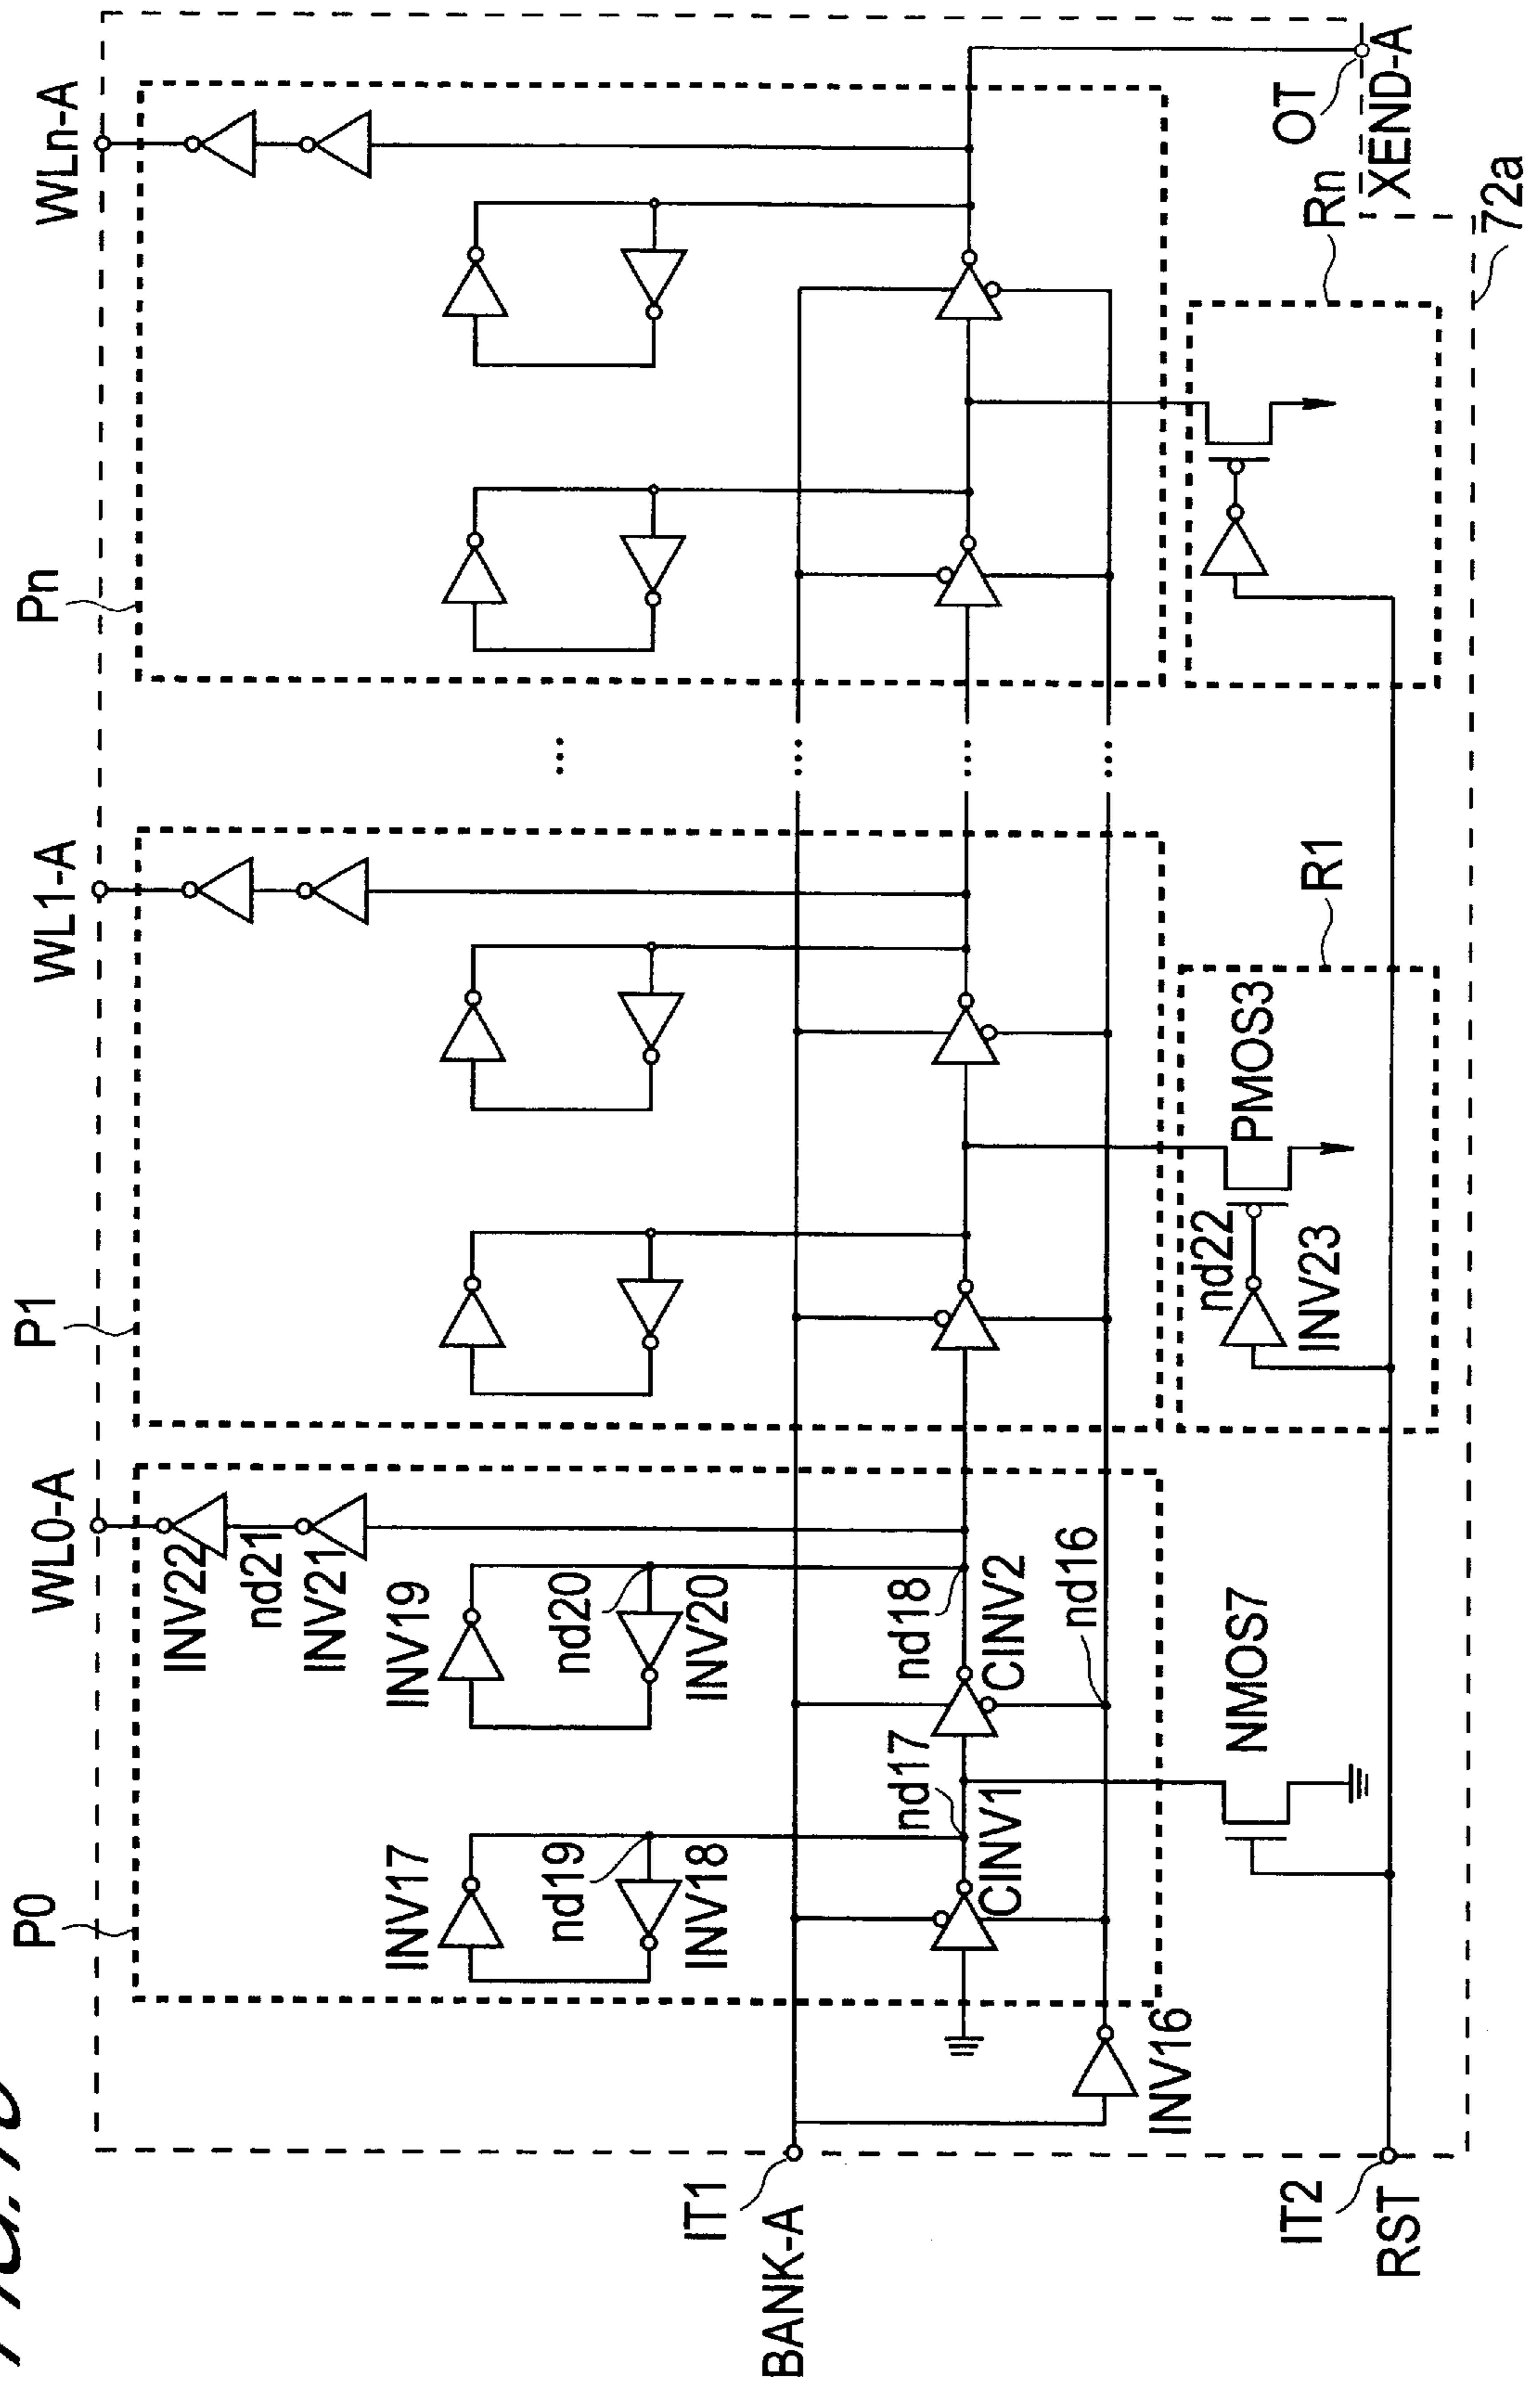 P0
P1
Pn
WL0-A
WL1-A
WLn-A
INV22
nd21
INV21
INV17
INV19
nd19
nd20
INV18
INV20
IT1
BANK-A
nd17
nd18
CINV1
CINV2
nd16
INV16
NMOS7
nd22
PMOS3
INV23
R1
Rn
OT
XEND-A
IT2
RST
72a